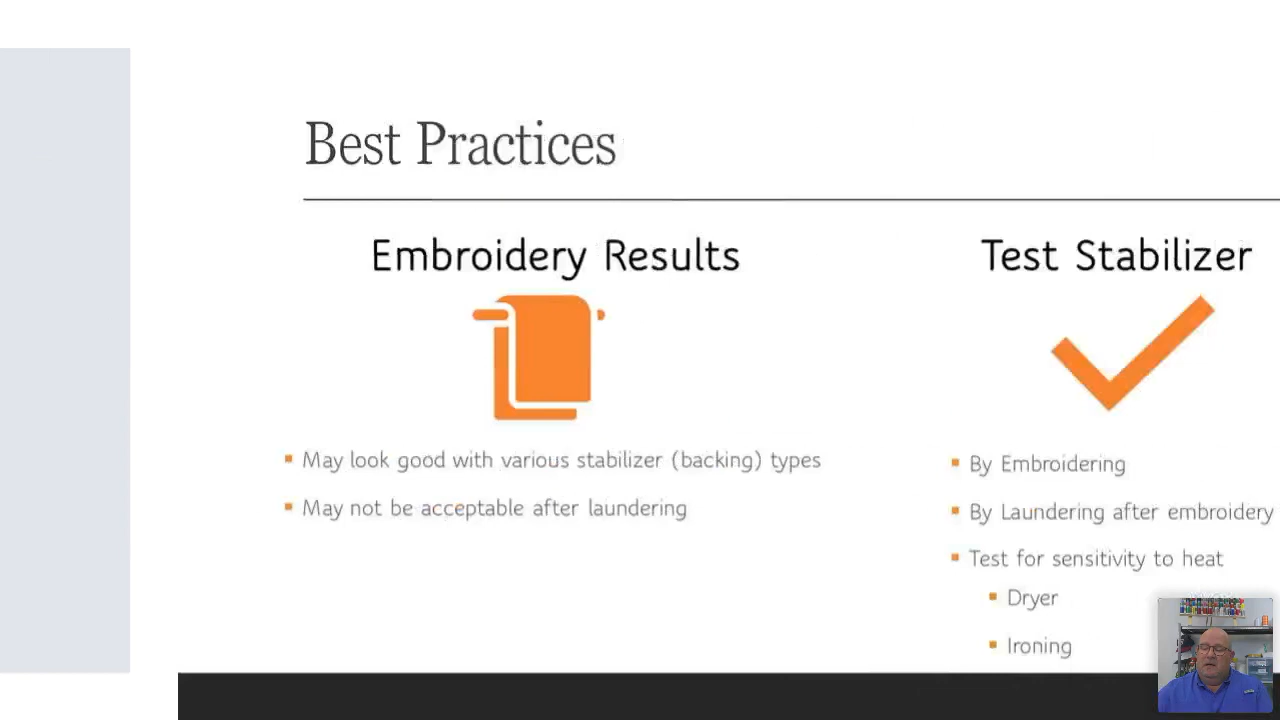 Best Practices
Embroidery Results
May look good with various stabilizer (backing) types
May not be acceptable after laundering
Test Stabilizer
By Embroidering
By Laundering after embroidery
Test for sensitivity to heat
Dryer
Ironing